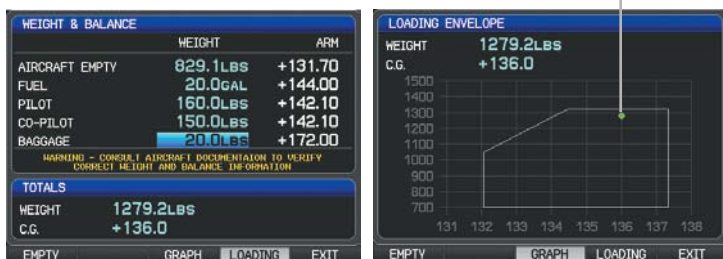 WEIGHT & BALANCE
WEIGHT ARM
AIRCRAFT EMPTY 829.1LBS +131.70
FUEL 20.0GAL +144.00
PILOT 160.0LBS +142.10
CO-PILOT 150.0LBS +142.10
BAGGAGE 20.0LBS +172.00
WARNING - CONSULT AIRCRAFT DOCUMENTAION TO VERIFY
CORRECT WEIGHT AND BALANCE INFORMATION
TOTALS
WEIGHT 1279.2LBS
C.G. +136.0
EMPTY GRAPH LOADING EXIT
LOADING ENVELOPE
WEIGHT 1279.2LBS
C.G. +136.0
1500
1400
1300
1200
1100
1000
900
800
700
131 132 133 134 135 136 137 138
EMPTY GRAPH LOADING EXIT